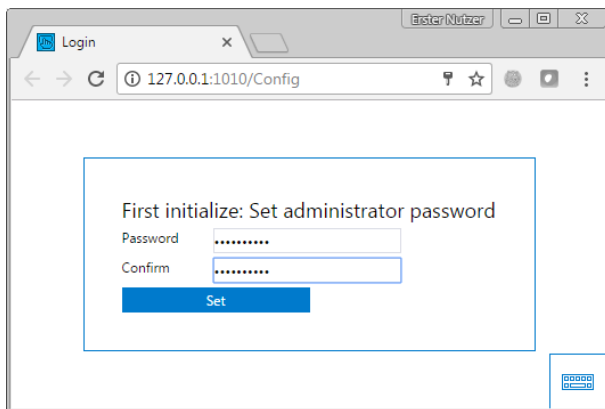 Erster Nutzer
Login
127.0.0.1:1010/Config
First initialize: Set administrator password
Password ••••••••••
Confirm ••••••••••
Set